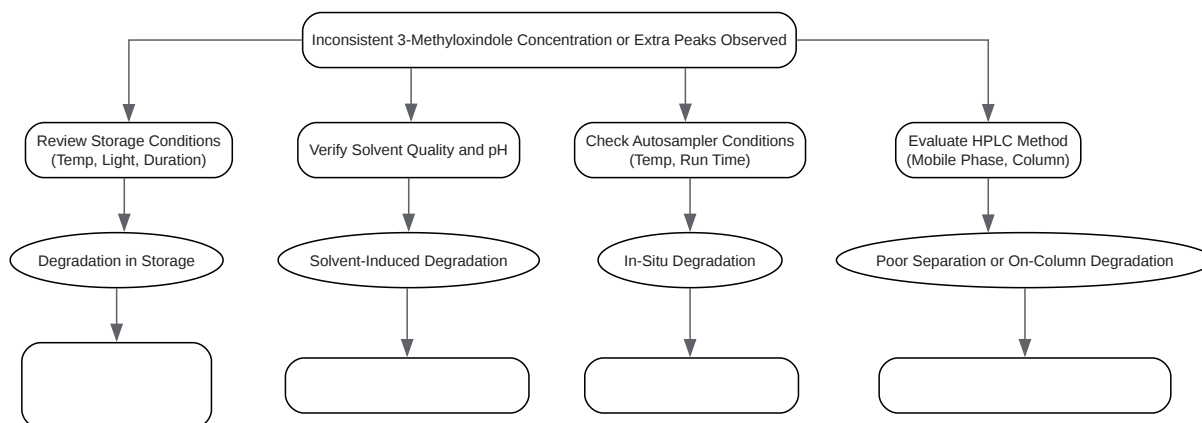 Inconsistent 3-Methyloxindole Concentration or Extra Peaks Observed
Review Storage Conditions
(Temp, Light, Duration)
Verify Solvent Quality and pH
Check Autosampler Conditions
(Temp, Run Time)
Evaluate HPLC Method
(Mobile Phase, Column)
Degradation in Storage
Solvent-Induced Degradation
In-Situ Degradation
Poor Separation or On-Column Degradation